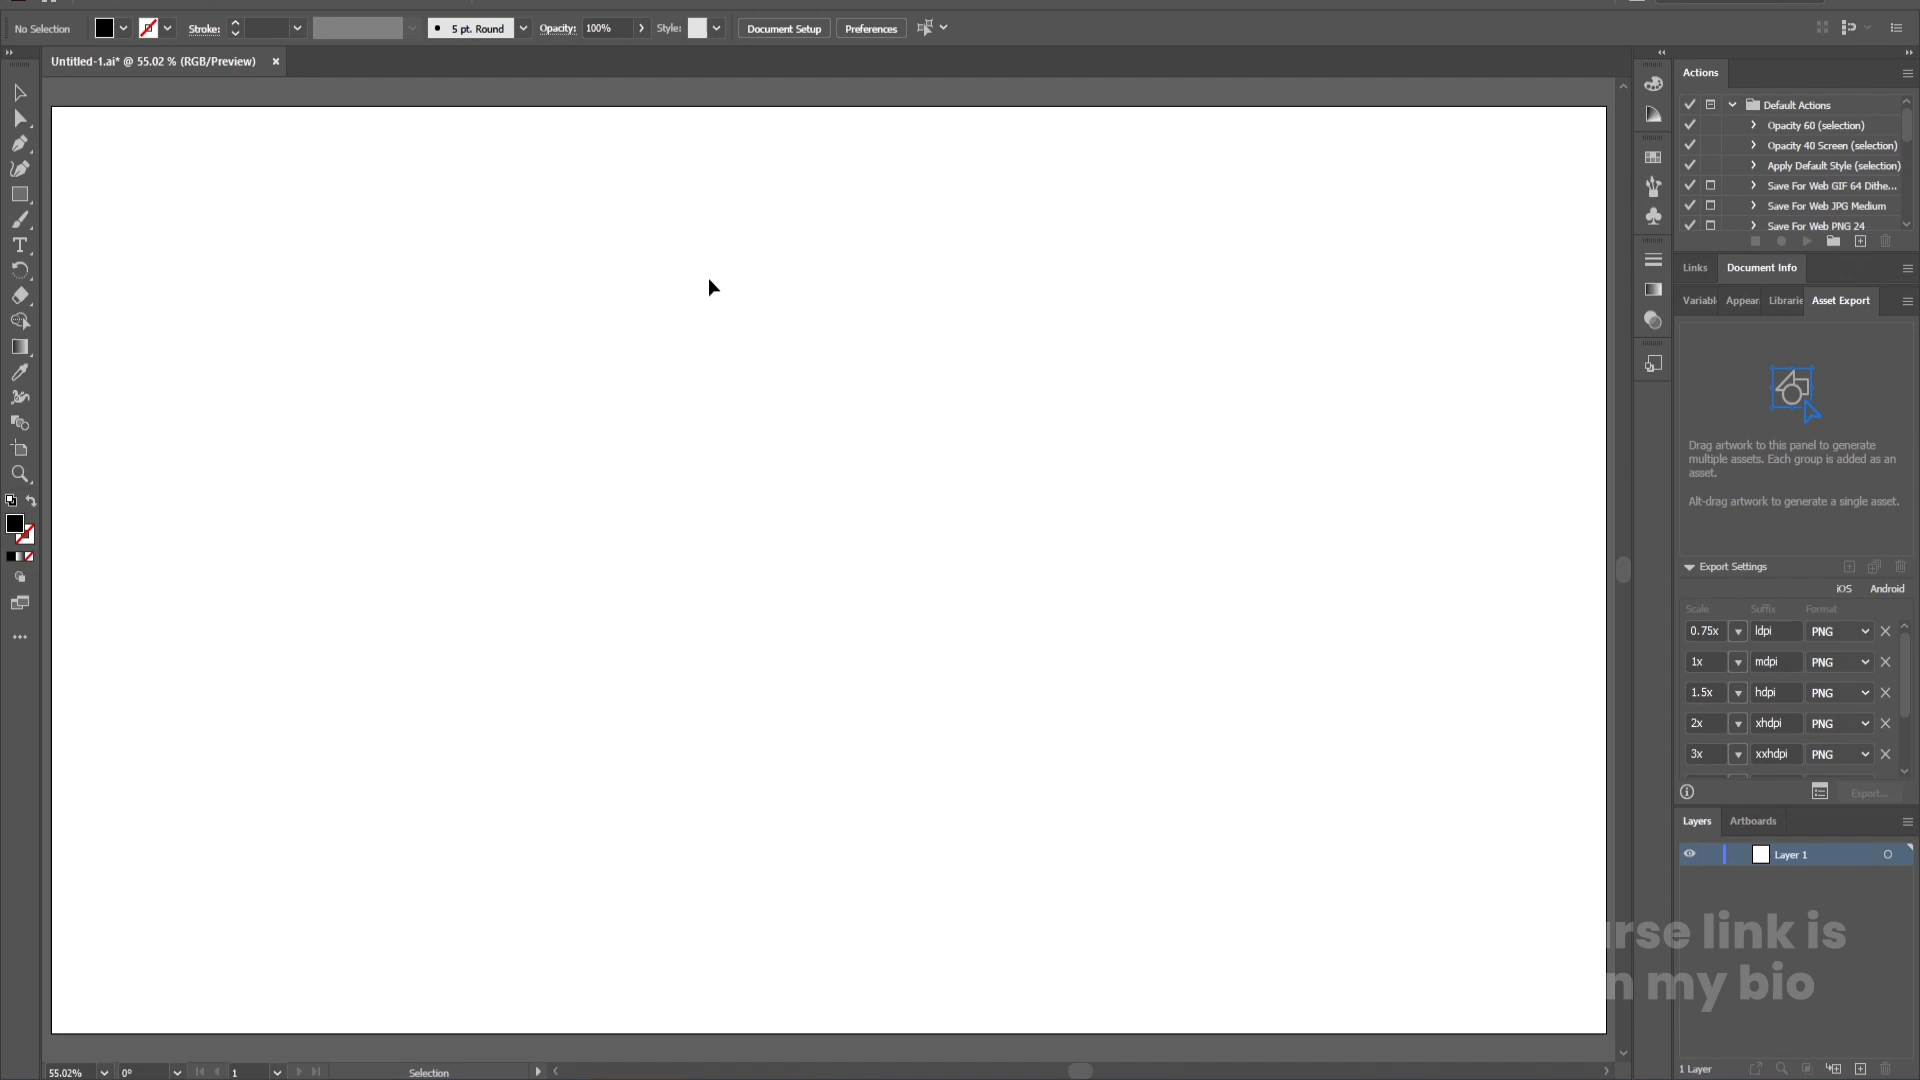 No Selection
Stroke:
5 pt. Round
Opacity:
100%
Style:
Document Setup
Preferences
Untitled-1.ai* @ 55.02 % (RGB/Preview)
Actions
Default Actions
Opacity 60 (selection)
Opacity 40 Screen (selection)
Apply Default Style (selection)
Save For Web GIF 64 Dithe...
Save For Web JPG Medium
Save For Web PNG 24
Links
Document Info
Variabl
Appear
Librarie
Asset Export
Drag artwork to this panel to generate
multiple assets. Each group is added as an
asset.
Alt-drag artwork to generate a single asset.
Export Settings
iOS
Android
Scale
Suffix
Format
0.75x
ldpi
PNG
1x
mdpi
PNG
1.5x
hdpi
PNG
2x
xhdpi
PNG
3x
xxhdpi
PNG
Export...
Layers
Artboards
Layer 1
rse link is
n my bio
1 Layer
55.02%
0°
1
Selection